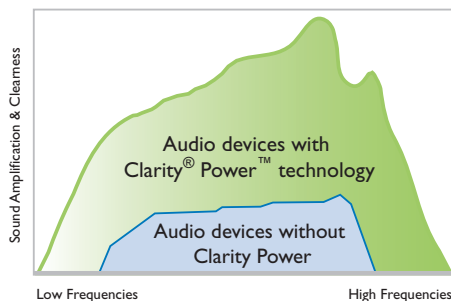 Sound Amplification & Clearness
Audio devices with
Clarity® Power™ technology
Audio devices without
Clarity Power
Low Frequencies
High Frequencies